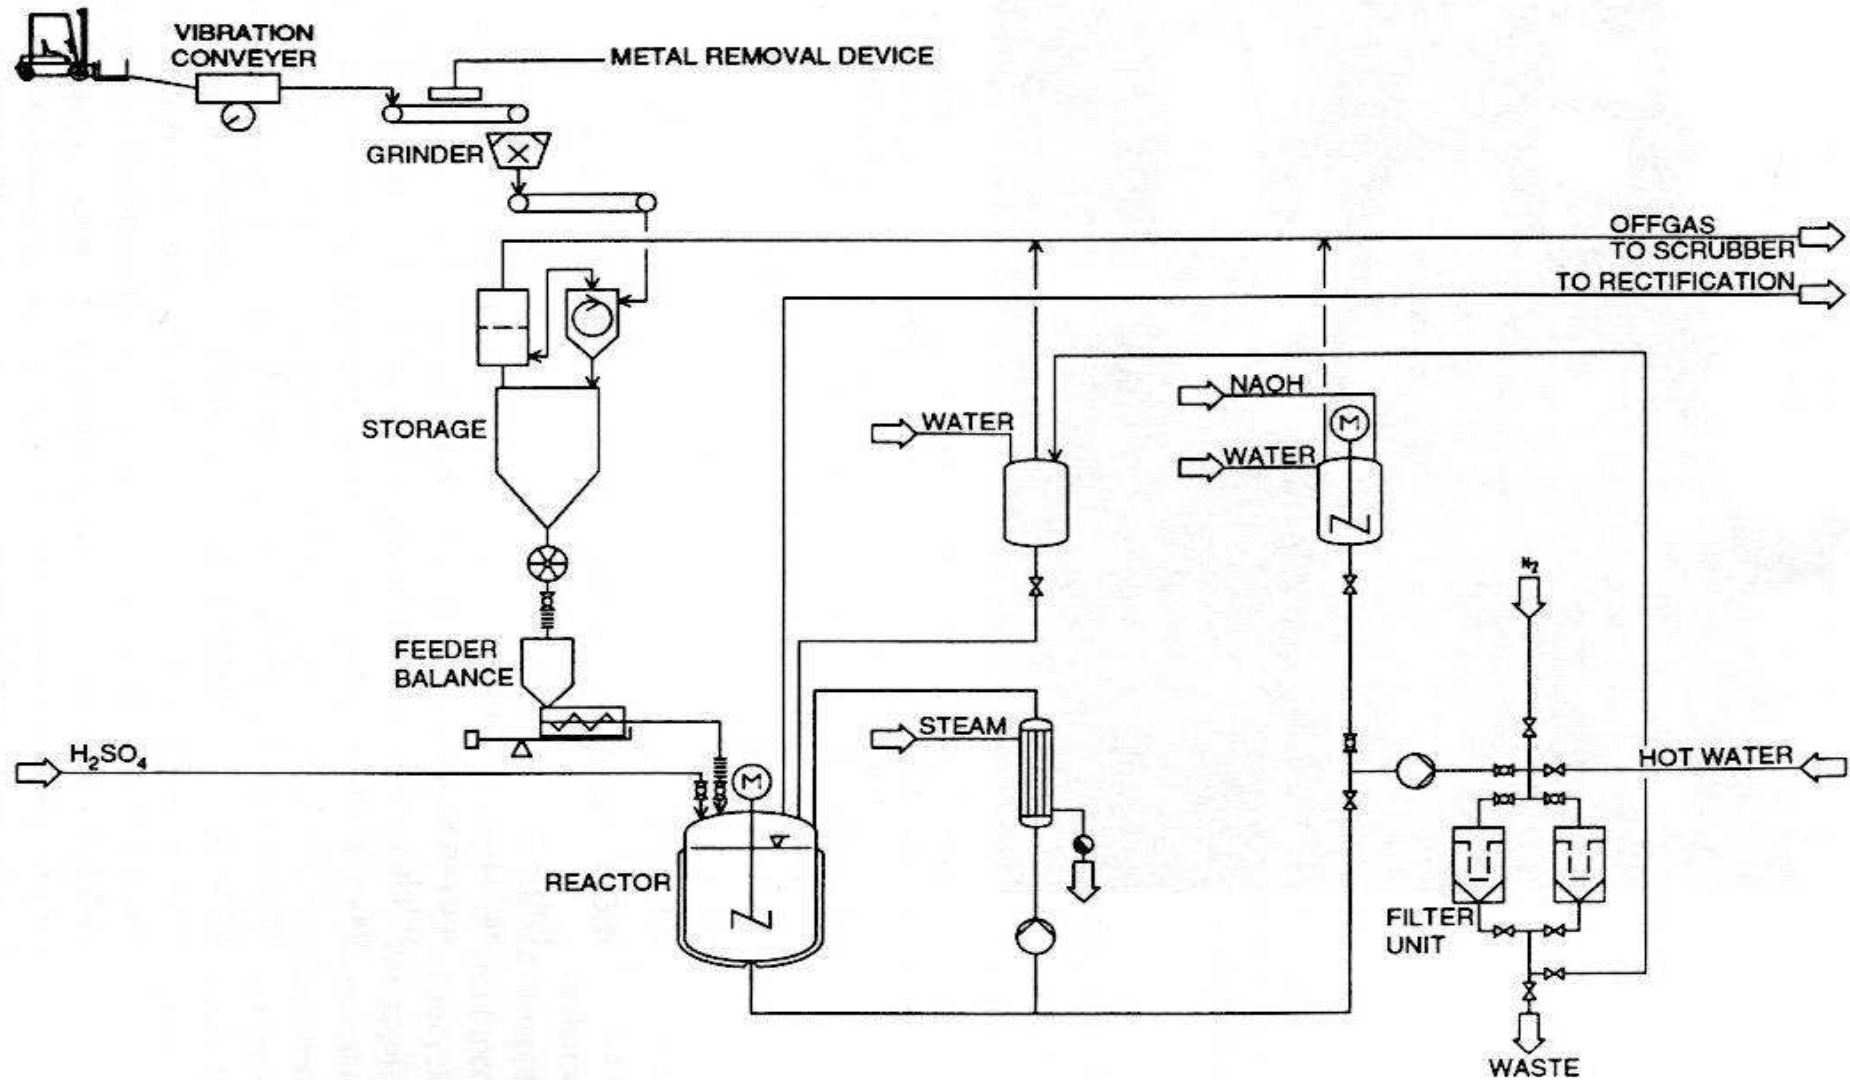 VIBRATION
CONVEYER
METAL REMOVAL DEVICE
GRINDER
OFFGAS
TO SCRUBBER
TO RECTIFICATION
NAOH
STORAGE
WATER
M
WATER
N₂
FEEDER
BALANCE
STEAM
H₂SO₄
HOT WATER
M
REACTOR
FILTER
UNIT
WASTE